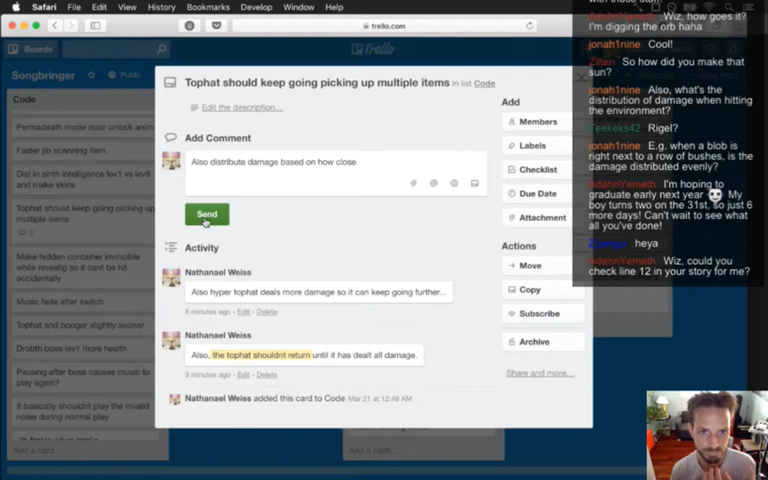 Safari File Edit View History Bookmarks Develop Window Help
trello.com
Boards
Trello
Songbringer Public
Code
Permadeath mode door unlock anim
Faster jib scanning item
Dial in sinth intelligence lev1 vs lev9
and make skins
Tophat should keep going picking up
multiple items
2
Make hidden container invincible
while revealing so it cant be hit
accidentally
Music fade after switch
Tophat and booger slightly sooner
Drobth boss lev1 more health
Pausing after boss causes music to
play again?
It basically shouldnt play the invalid
noise during normal play
Add a card...
Add a card...
Tophat should keep going picking up multiple items in list Code
Edit the description...
Add Comment
Also distribute damage based on how close
Send
Activity
Nathanael Weiss
Also hyper tophat deals more damage so it can keep going further...
8 minutes ago - Edit - Delete
Nathanael Weiss
Also, the tophat shouldnt return until it has dealt all damage.
9 minutes ago - Edit - Delete
Nathanael Weiss added this card to Code Mar 21 at 12:46 AM
Add
Members
Labels
Checklist
Due Date
Attachment
Actions
Move
Copy
Subscribe
Archive
Share and more...
AdahnYemeth Wiz, how goes it?
I'm digging the orb haha
jonah1nine Cool!
Zilten So how did you make that
sun?
jonah1nine Also, what's the
distribution of damage when hitting
the environment?
Teekeks42 Rigel?
jonah1nine E.g. when a blob is
right next to a row of bushes, is the
damage distributed evenly?
AdahnYemeth I'm hoping to
graduate early next year My
boy turns two on the 31st, so just 6
more days! Can't wait to see what
all you've done!
heya
AdahnYemeth Wiz, could you
check line 12 in your story for me?